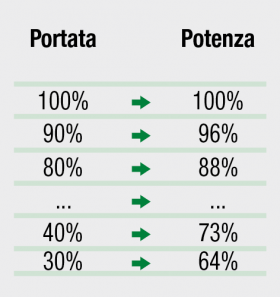 Portata Potenza
100% → 100%
90% → 96%
80% → 88%
... → ...
40% → 73%
30% → 64%